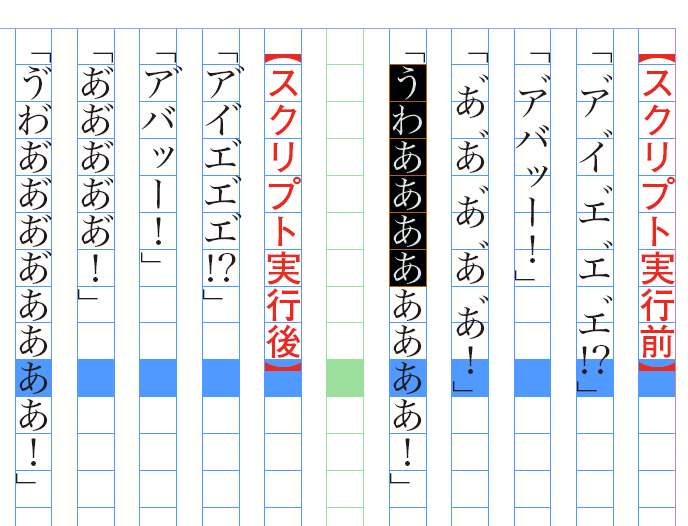 【スクリプト実行前】
「ア゛イ゛エ゛エ゛エ゛!?」
「ア゛バッー！」
「あ゛あ゛あ゛あ゛あ゛！」
「うわああああああああ！」
【スクリプト実行後】
「ア゙イ゙エ゙エ゙エ゙!?」
「ア゙バッー！」
「あ゙あ゙あ゙あ゙あ゙！」
「ゔわ゙あ゙あ゙あ゙あ゙ああああ！」